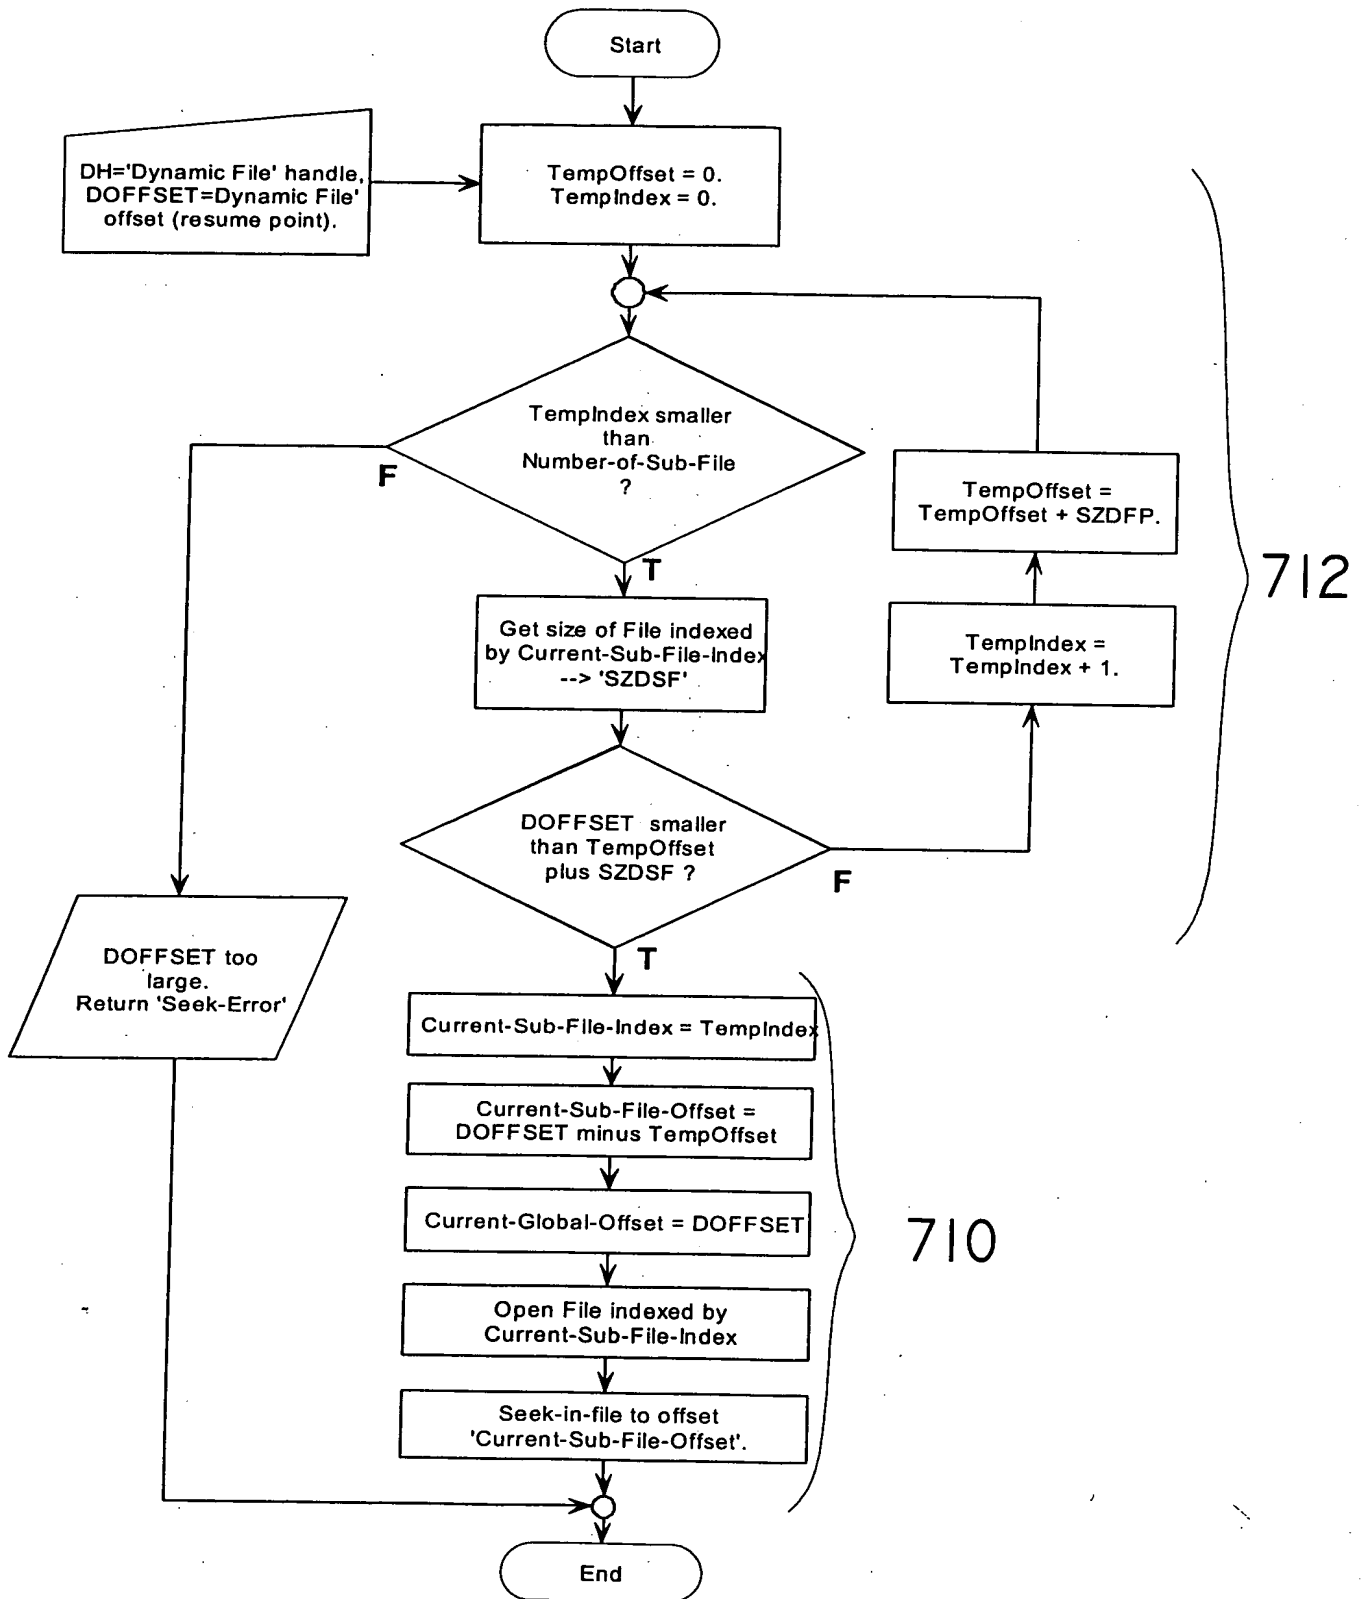 Start
DH='Dynamic File' handle,
DOFFSET=Dynamic File'
offset (resume point).
TempOffset = 0.
TempIndex = 0.
TempIndex smaller
than
Number-of-Sub-File
?
F
T
TempOffset =
TempOffset + SZDFP.
TempIndex =
TempIndex + 1.
712
Get size of File indexed
by Current-Sub-File-Index
--> 'SZDSF'
DOFFSET smaller
than TempOffset
plus SZDSF ?
F
T
DOFFSET too
large.
Return 'Seek-Error'
Current-Sub-File-Index = TempIndex
Current-Sub-File-Offset =
DOFFSET minus TempOffset
Current-Global-Offset = DOFFSET
710
Open File indexed by
Current-Sub-File-Index
Seek-in-file to offset
'Current-Sub-File-Offset'.
End